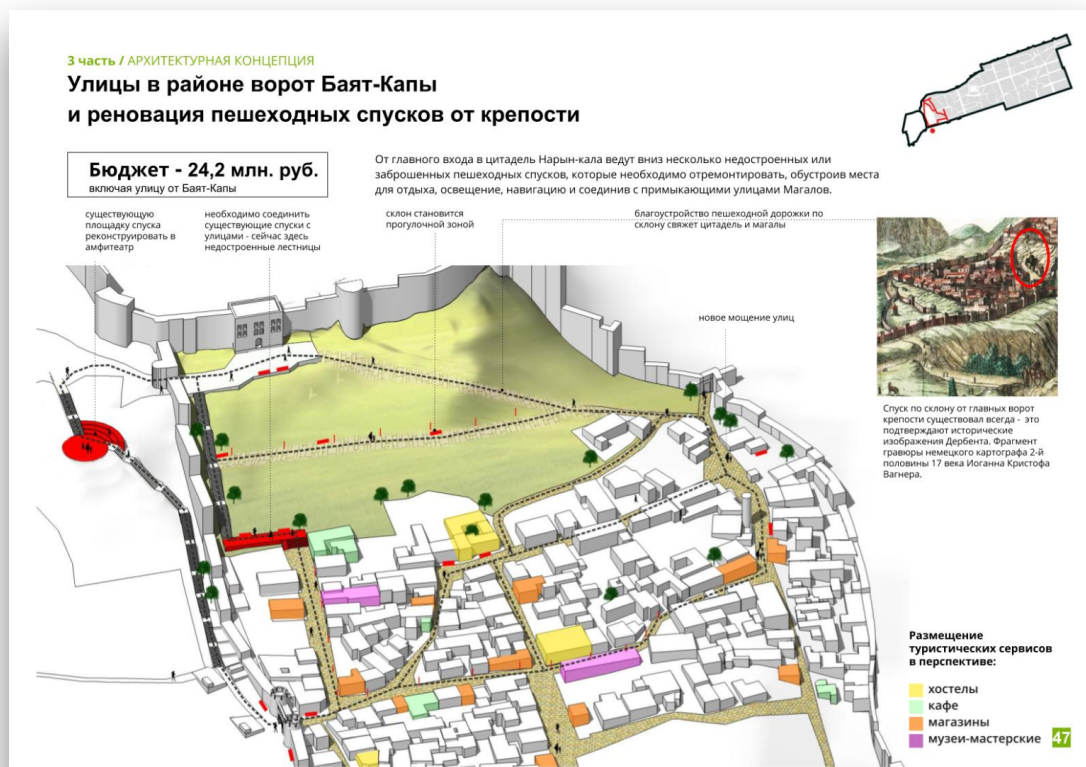 3 часть / АРХИТЕКТУРНАЯ КОНЦЕПЦИЯ
Улицы в районе ворот Баят-Капы
и реновация пешеходных спусков от крепости
Бюджет - 24,2 млн. руб.
включая улицу от Баят-Капы
От главного входа в цитадель Нарын-кала ведут вниз несколько недостроенных или
заброшенных пешеходных спусков, которые необходимо отремонтировать, обустроив места
для отдыха, освещение, навигацию и соединив с примыкающими улицами Магалов.
существующую
площадку спуска
реконструировать в
амфитеатр
необходимо соединить
существующие спуски с
улицами - сейчас здесь
недостроенные лестницы
склон становится
прогулочной зоной
благоустройство пешеходной дорожки по
склону свяжет цитадель и магалы
новое мощение улиц
Спуск по склону от главных ворот
крепости существовал всегда - это
подтверждают исторические
изображения Дербента. Фрагмент
гравюры немецкого картографа 2-й
половины 17 века Иоганна Кристофа
Вагнера.
Размещение
туристических сервисов
в перспективе:
хостелы
кафе
магазины
музеи-мастерские
47